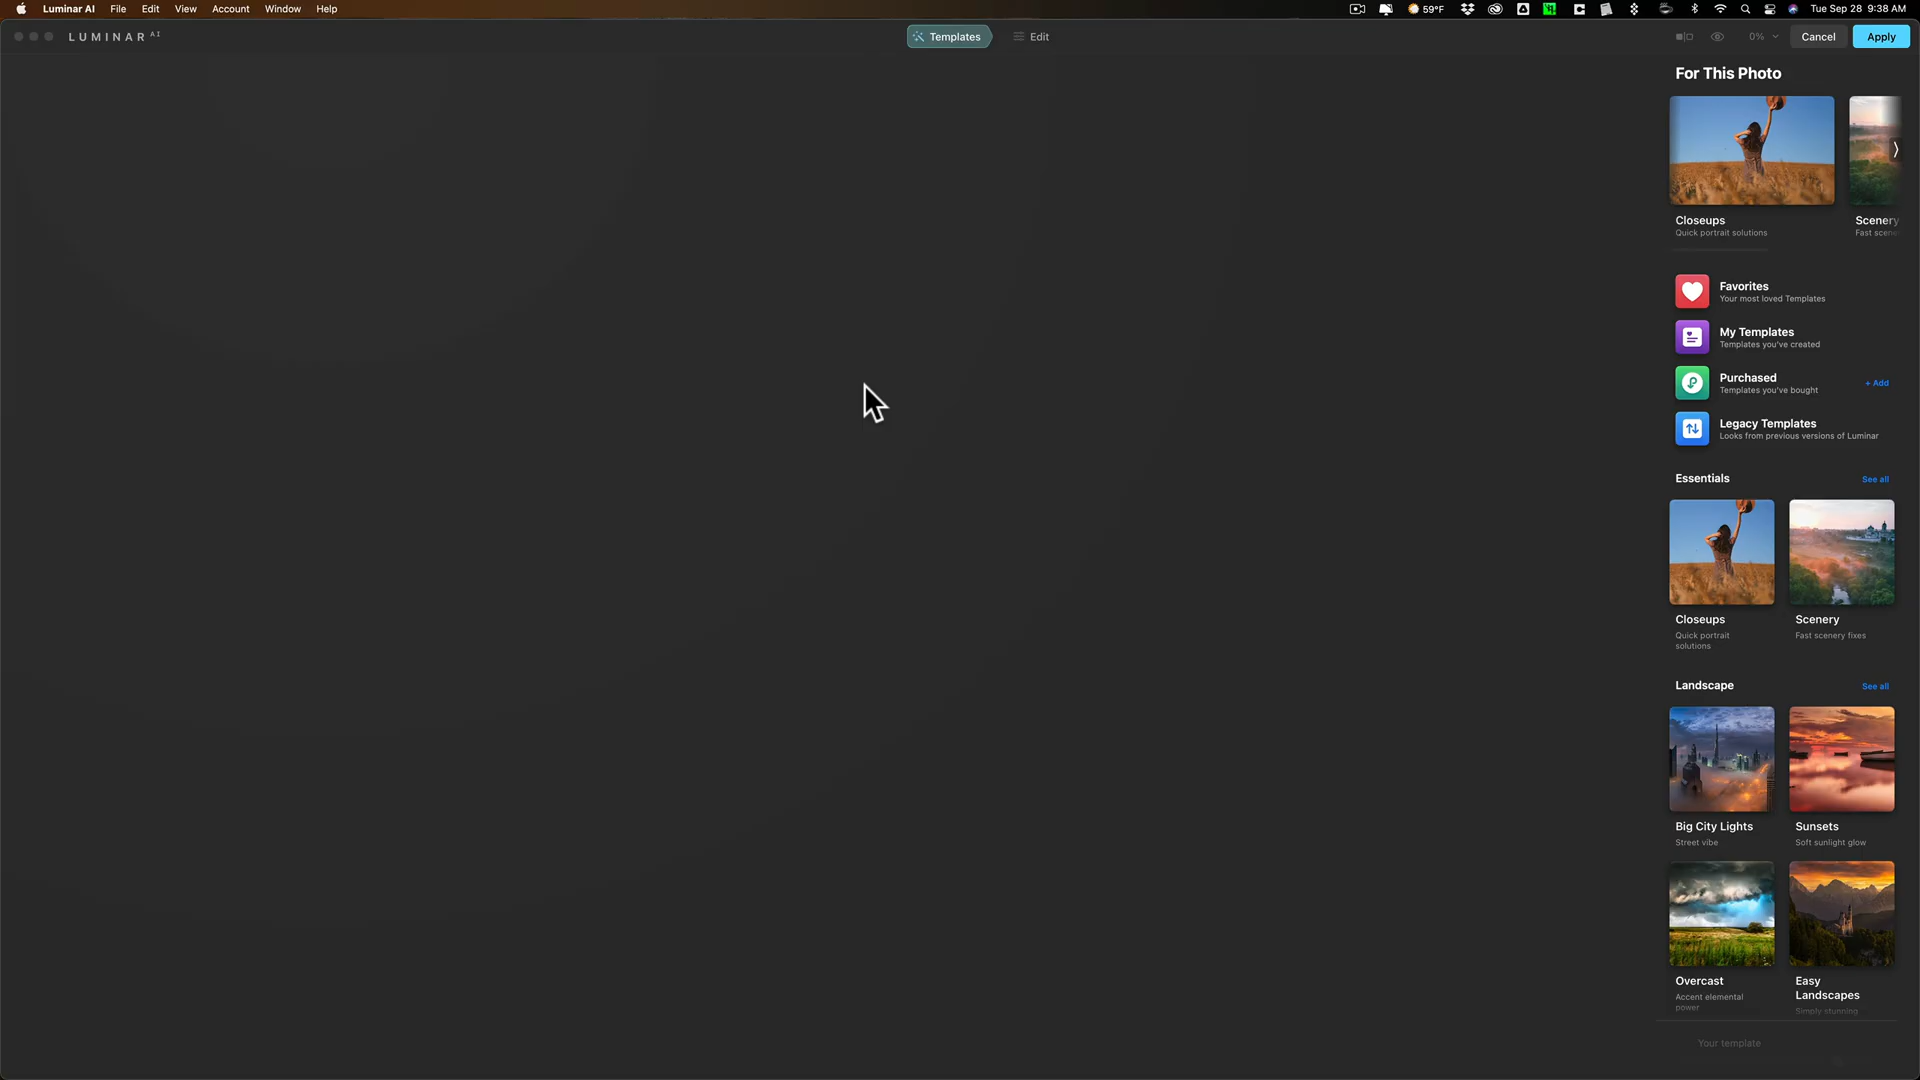 Luminar AI File Edit View Account Window Help 59°F Tue Sep 28 9:38 AM
LUMINAR AI Templates Edit 0% Cancel Apply
For This Photo
Closeups
Quick portrait solutions
Scenery
Fast scene
Favorites
Your most loved Templates
My Templates
Templates you've created
Purchased
Templates you've bought
+ Add
Legacy Templates
Looks from previous versions of Luminar
Essentials See all
Closeups
Quick portrait
solutions
Scenery
Fast scenery fixes
Landscape See all
Big City Lights
Street vibe
Sunsets
Soft sunlight glow
Overcast
Accent elemental
power
Easy
Landscapes
Simply stunning
Your template